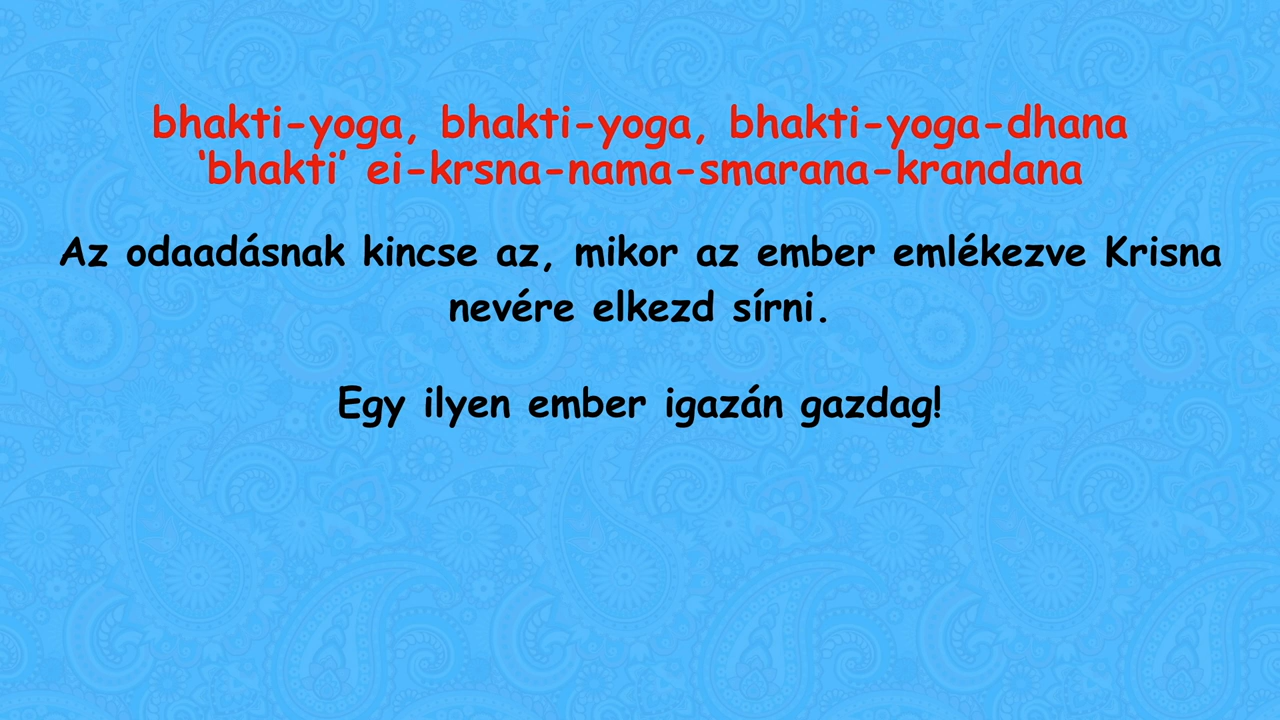 bhakti-yoga, bhakti-yoga, bhakti-yoga-dhana
‘bhakti’ ei-krsna-nama-smarana-krandana
Az odaadásnak kincse az, mikor az ember emlékezve Krisna
nevére elkezd sírni.
Egy ilyen ember igazán gazdag!